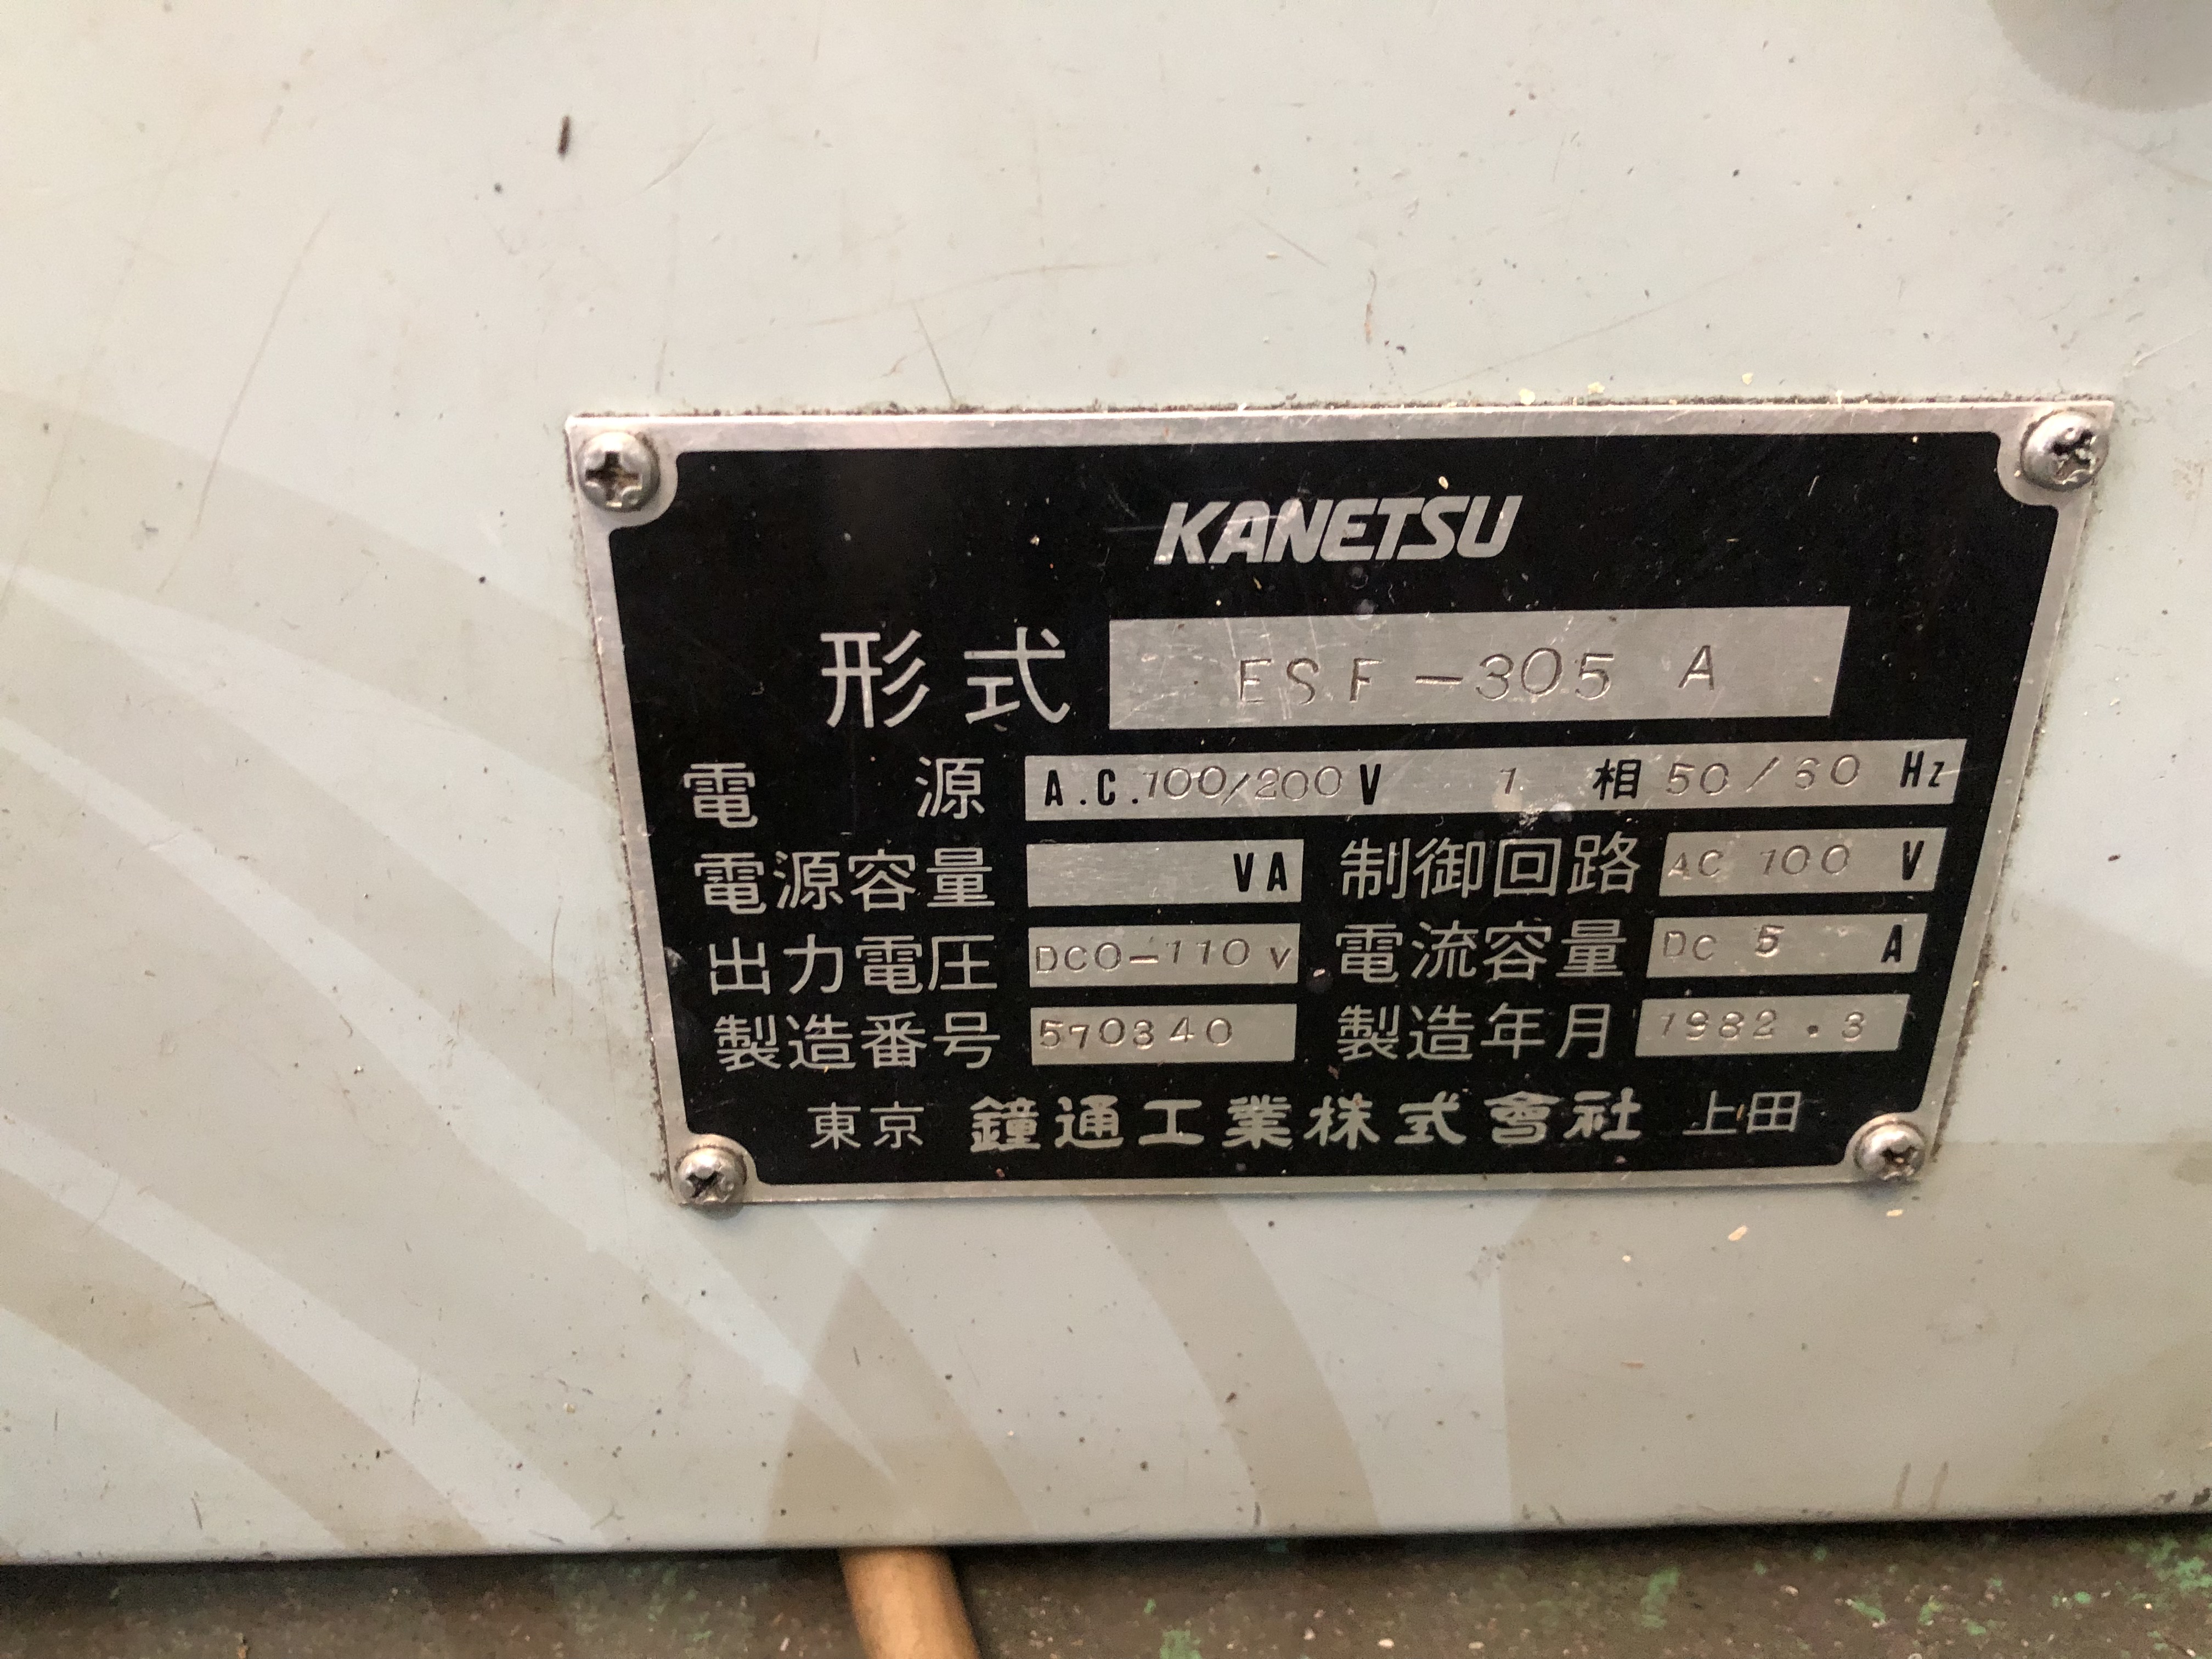 KANETSU
形式 ESF-305 A
電源 A.C.100/200V 1 相 50/60 Hz
電源容量 VA 制御回路 AC 100 V
出力電圧 DC0-110V 電流容量 DC 5 A
製造番号 570340 製造年月 1982.3
東京 鐘通工業株式會社 上田